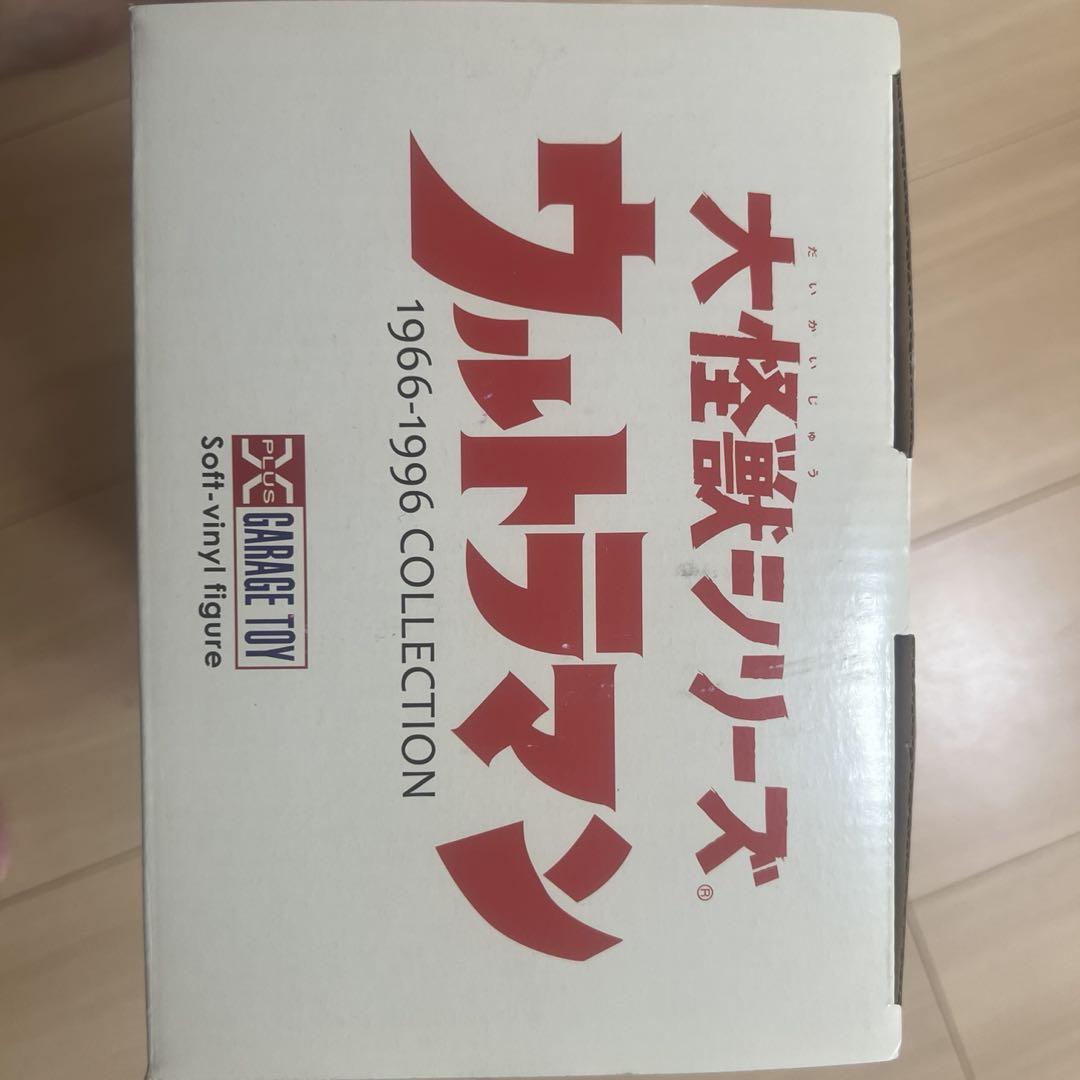 だいかいじゅう
大怪獣シリーズ®
ウルトラマン
1966-1996 COLLECTION
X PLUS GARAGE TOY
Soft-vinyl figure